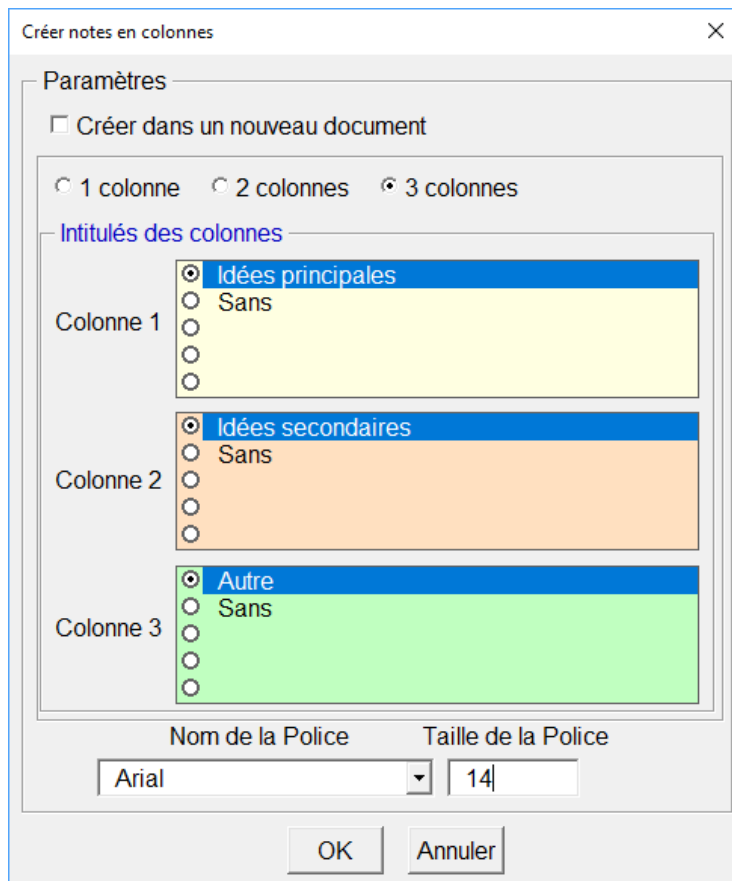 Créer notes en colonnes
Paramètres
Créer dans un nouveau document
1 colonne 2 colonnes 3 colonnes
Intitulés des colonnes
Colonne 1
Idées principales
Sans
Colonne 2
Idées secondaires
Sans
Colonne 3
Autre
Sans
Nom de la Police Taille de la Police
Arial 14
OK Annuler